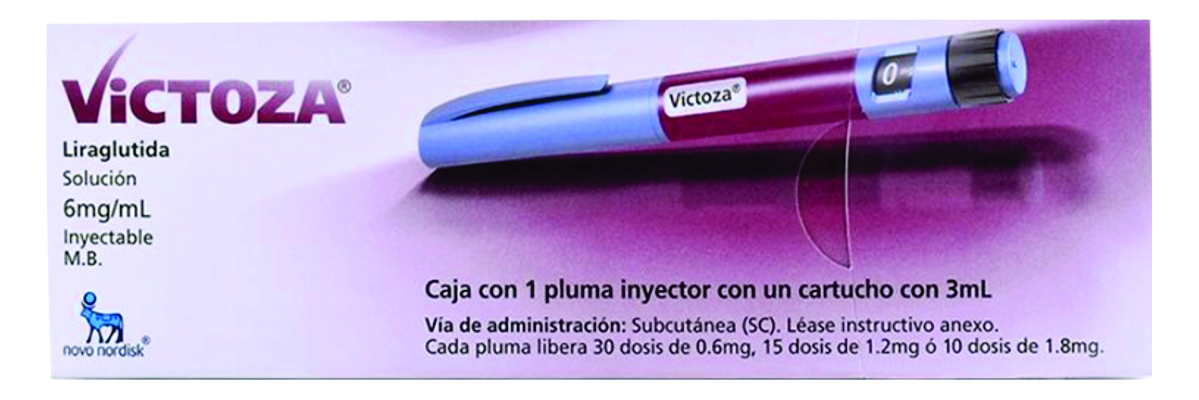 VICTOZA®
Liraglutida
Solución
6mg/mL
Inyectable
M.B.
novo nordisk®
Victoza®
0
Caja con 1 pluma inyector con un cartucho con 3mL
Vía de administración: Subcutánea (SC). Léase instructivo anexo.
Cada pluma libera 30 dosis de 0.6mg, 15 dosis de 1.2mg ó 10 dosis de 1.8mg.